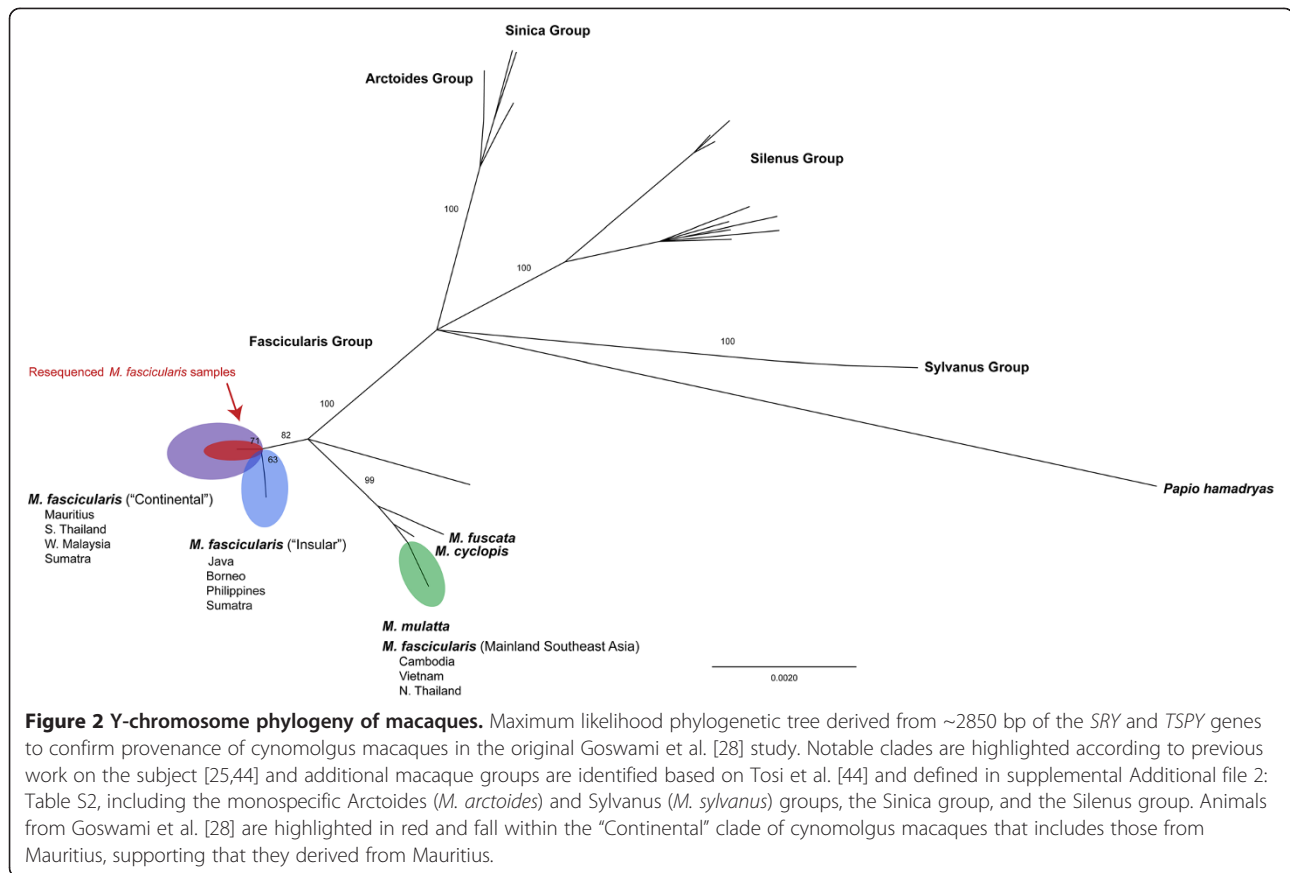 Sinica Group
Arctoides Group
Silenus Group
100
100
Fascicularis Group
100
Sylvanus Group
Resequenced M. fascicularis samples
100
82
71
63
99
Papio hamadryas
M. fascicularis (“Continental”)
Mauritius
S. Thailand
W. Malaysia
Sumatra
M. fascicularis (“Insular”)
Java
Borneo
Philippines
Sumatra
M. fuscata
M. cyclopis
M. mulatta
M. fascicularis (Mainland Southeast Asia)
Cambodia
Vietnam
N. Thailand
0.0020
Figure 2 Y-chromosome phylogeny of macaques. Maximum likelihood phylogenetic tree derived from ~2850 bp of the SRY and TSPY genes
to confirm provenance of cynomolgus macaques in the original Goswami et al. [28] study. Notable clades are highlighted according to previous
work on the subject [25,44] and additional macaque groups are identified based on Tosi et al. [44] and defined in supplemental Additional file 2:
Table S2, including the monospecific Arctoides (M. arctoides) and Sylvanus (M. sylvanus) groups, the Sinica group, and the Silenus group. Animals
from Goswami et al. [28] are highlighted in red and fall within the “Continental” clade of cynomolgus macaques that includes those from
Mauritius, supporting that they derived from Mauritius.